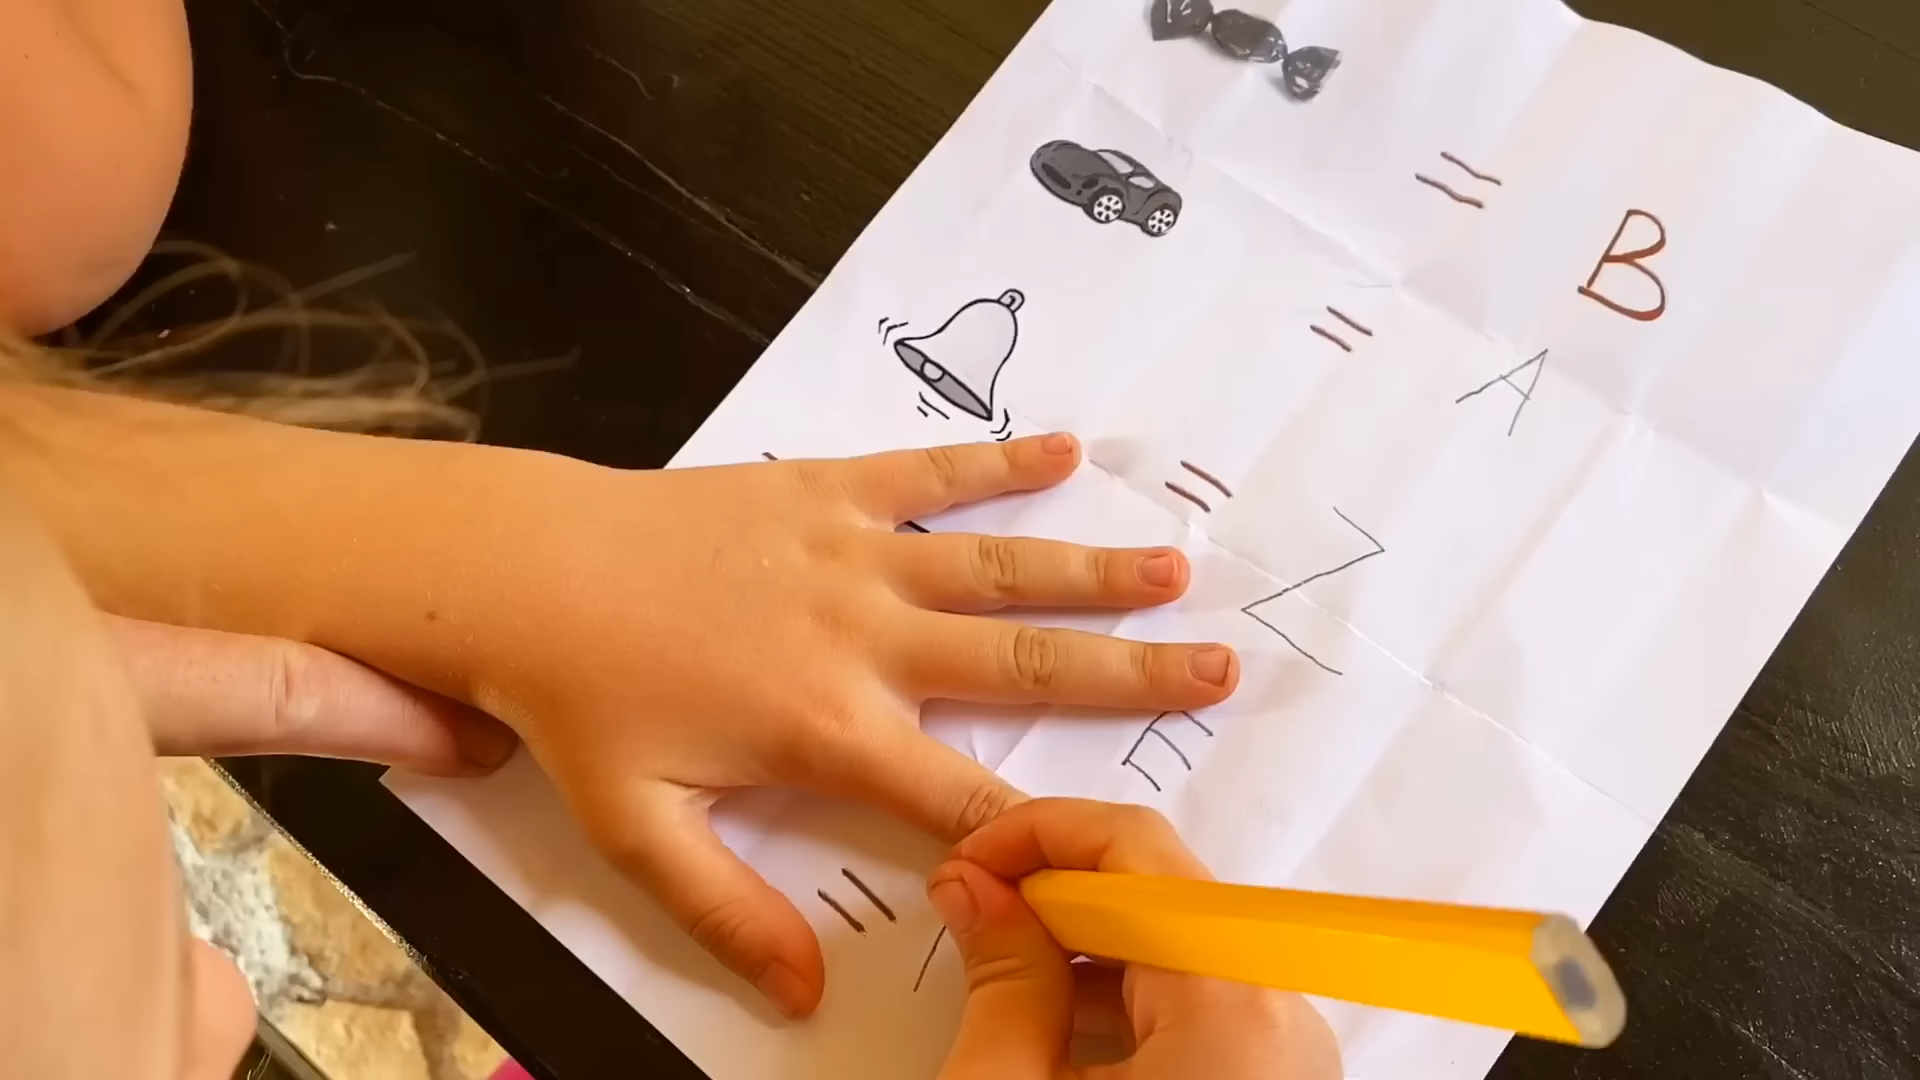 = B
= A
= Z
E
=